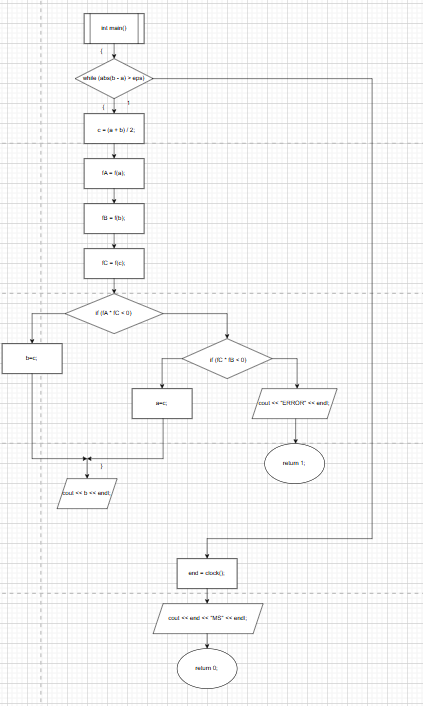 int main()
{
while (abs(b - a) > eps)
{
t
c = (a + b) / 2;
fA = f(a);
fB = f(b);
fC = f(c);
if (fA * fC < 0)
b=c;
if (fC * fB < 0)
a=c;
cout << "ERROR" << endl;
return 1;
}
cout << b << endl;
end = clock();
cout << end << "MS" << endl;
return 0;